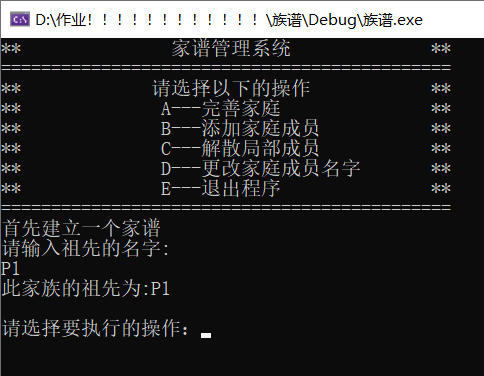 D:\作业！！！！！！！！！！！！\族谱\Debug\族谱.exe
** 家谱管理系统 **
===========================================
** 请选择以下的操作 **
** A---完善家庭 **
** B---添加家庭成员 **
** C---解散局部成员 **
** D---更改家庭成员名字 **
** E---退出程序 **
===========================================
首先建立一个家谱
请输入祖先的名字:
P1
此家族的祖先为:P1
请选择要执行的操作：